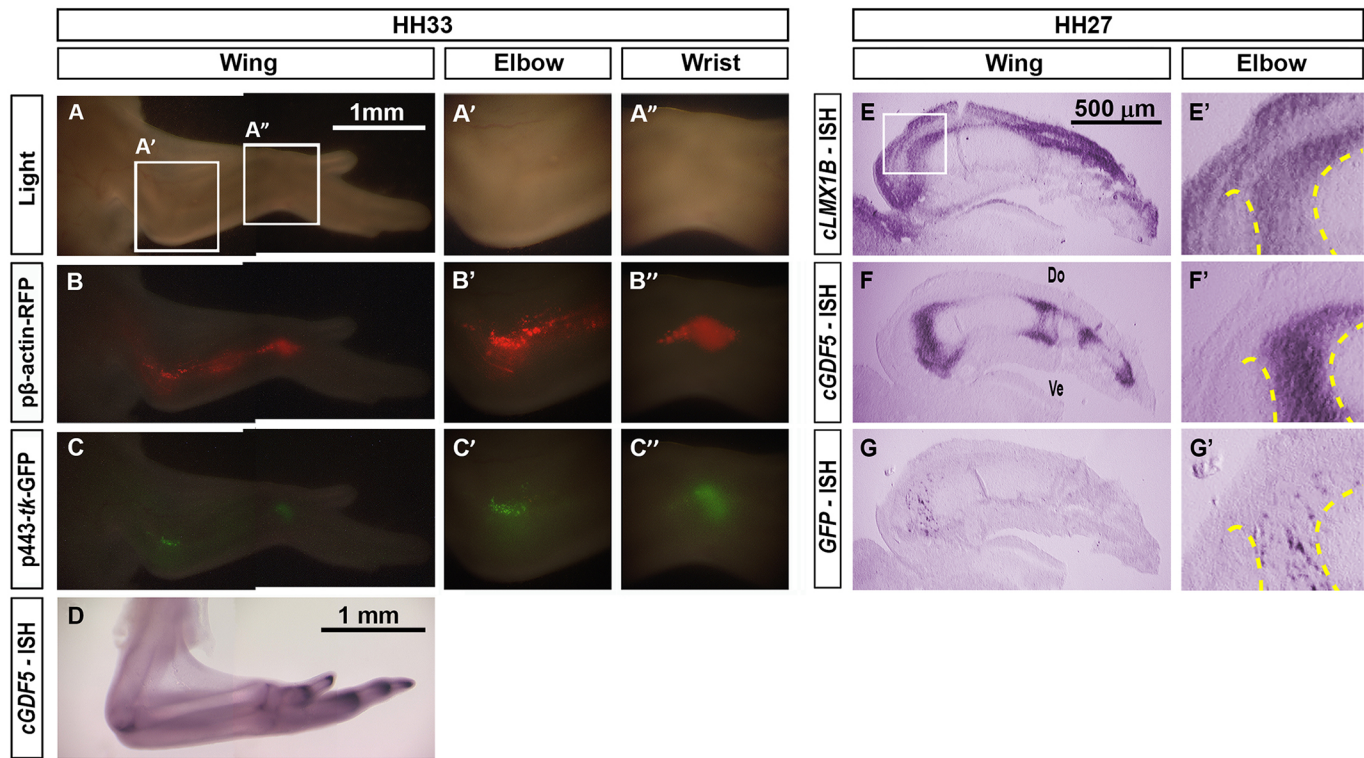 HH33
HH27
Wing
Elbow
Wrist
Wing
Elbow
Light
A
A’
A”
1mm
A’
A”
E
500 μm
E’
cLMX1B - ISH
pβ-actin-RFP
B
B’
B”
cGDF5 - ISH
F
Do
Ve
F’
p443-tk-GFP
C
C’
C”
GFP - ISH
G
G’
cGDF5 - ISH
D
1 mm